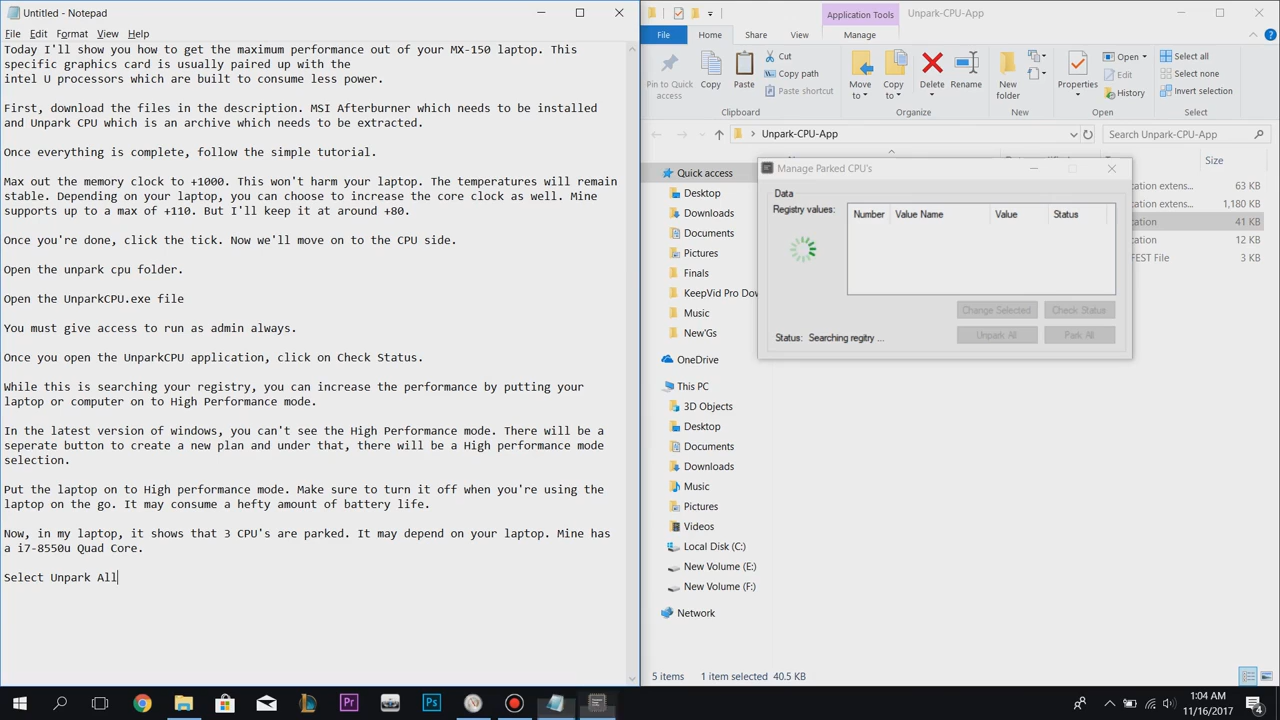 Untitled - Notepad
File Edit Format View Help
Today I'll show you how to get the maximum performance out of your MX-150 laptop. This
specific graphics card is usually paired up with the
intel U processors which are built to consume less power.
First, download the files in the description. MSI Afterburner which needs to be installed
and Unpark CPU which is an archive which needs to be extracted.
Once everything is complete, follow the simple tutorial.
Max out the memory clock to +1000. This won't harm your laptop. The temperatures will remain
stable. Depending on your laptop, you can choose to increase the core clock as well. Mine
supports up to a max of +110. But I'll keep it at around +80.
Once you're done, click the tick. Now we'll move on to the CPU side.
Open the unpark cpu folder.
Open the UnparkCPU.exe file
You must give access to run as admin always.
Once you open the UnparkCPU application, click on Check Status.
While this is searching your registry, you can increase the performance by putting your
laptop or computer on to High Performance mode.
In the latest version of windows, you can't see the High Performance mode. There will be a
seperate button to create a new plan and under that, there will be a High performance mode
selection.
Put the laptop on to High performance mode. Make sure to turn it off when you're using the
laptop on the go. It may consume a hefty amount of battery life.
Now, in my laptop, it shows that 3 CPU's are parked. It may depend on your laptop. Mine has
a i7-8550u Quad Core.
Select Unpark All
Application Tools
Unpark-CPU-App
File Home Share View Manage
Pin to Quick access
Copy
Paste
Cut
Copy path
Paste shortcut
Clipboard
Move to
Copy to
Delete
Rename
Organize
New folder
New
Properties
Open
Edit
History
Open
Select all
Select none
Invert selection
Select
Unpark-CPU-App
Search Unpark-CPU-App
Size
cation extens... 63 KB
cation extens... 1,180 KB
cation 41 KB
cation 12 KB
FEST File 3 KB
Quick access
Desktop
Downloads
Documents
Pictures
Finals
KeepVid Pro Dow
Music
New'Gs
OneDrive
This PC
3D Objects
Desktop
Documents
Downloads
Music
Pictures
Videos
Local Disk (C:)
New Volume (E:)
New Volume (F:)
Network
Manage Parked CPU's
Data
Registry values:
Number Value Name Value Status
Change Selected Check Status
Unpark All Park All
Status: Searching regitry ...
5 items 1 item selected 40.5 KB
Pr
Ps
1:04 AM
11/16/2017
4